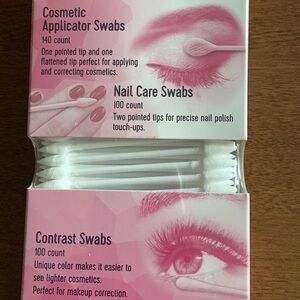 Cosmetic
Applicator Swabs
140 count
One pointed tip and one
flattened tip perfect for applying
and correcting cosmetics.
Nail Care Swabs
100 count
Two pointed tips for precise nail polish
touch-ups.
Contrast Swabs
100 count
Unique color makes it easier to
see lighter cosmetics.
Perfect for makeup correction.